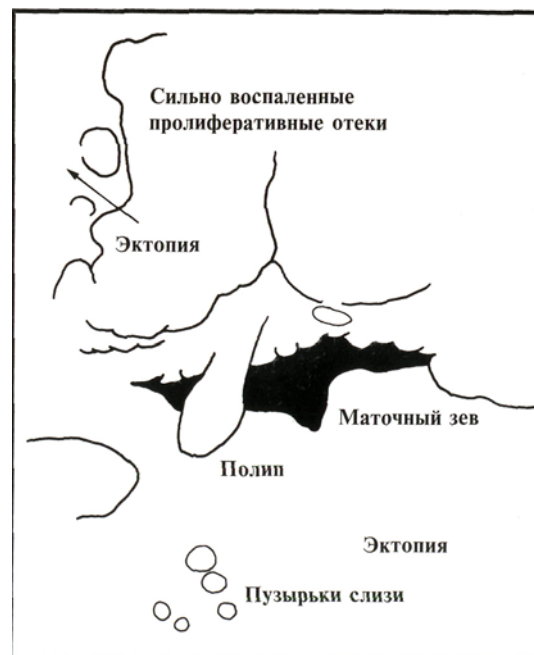 Сильно воспаленные
пролиферативные отеки
Эктопия
Маточный зев
Полип
Эктопия
Пузырьки слизи